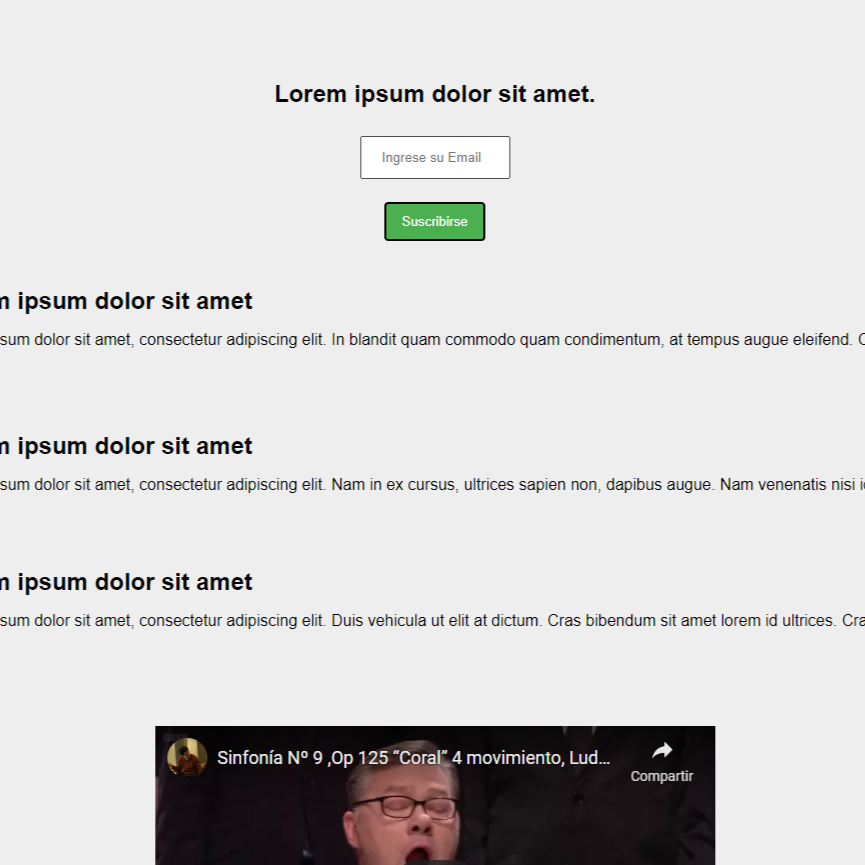 Lorem ipsum dolor sit amet.
Ingrese su Email
Suscribirse
m ipsum dolor sit amet
sum dolor sit amet, consectetur adipiscing elit. In blandit quam commodo quam condimentum, at tempus augue eleifend. C
m ipsum dolor sit amet
sum dolor sit amet, consectetur adipiscing elit. Nam in ex cursus, ultrices sapien non, dapibus augue. Nam venenatis nisi i
m ipsum dolor sit amet
sum dolor sit amet, consectetur adipiscing elit. Duis vehicula ut elit at dictum. Cras bibendum sit amet lorem id ultrices. Cra
Sinfonía Nº 9 ,Op 125 “Coral” 4 movimiento, Lud...
Compartir